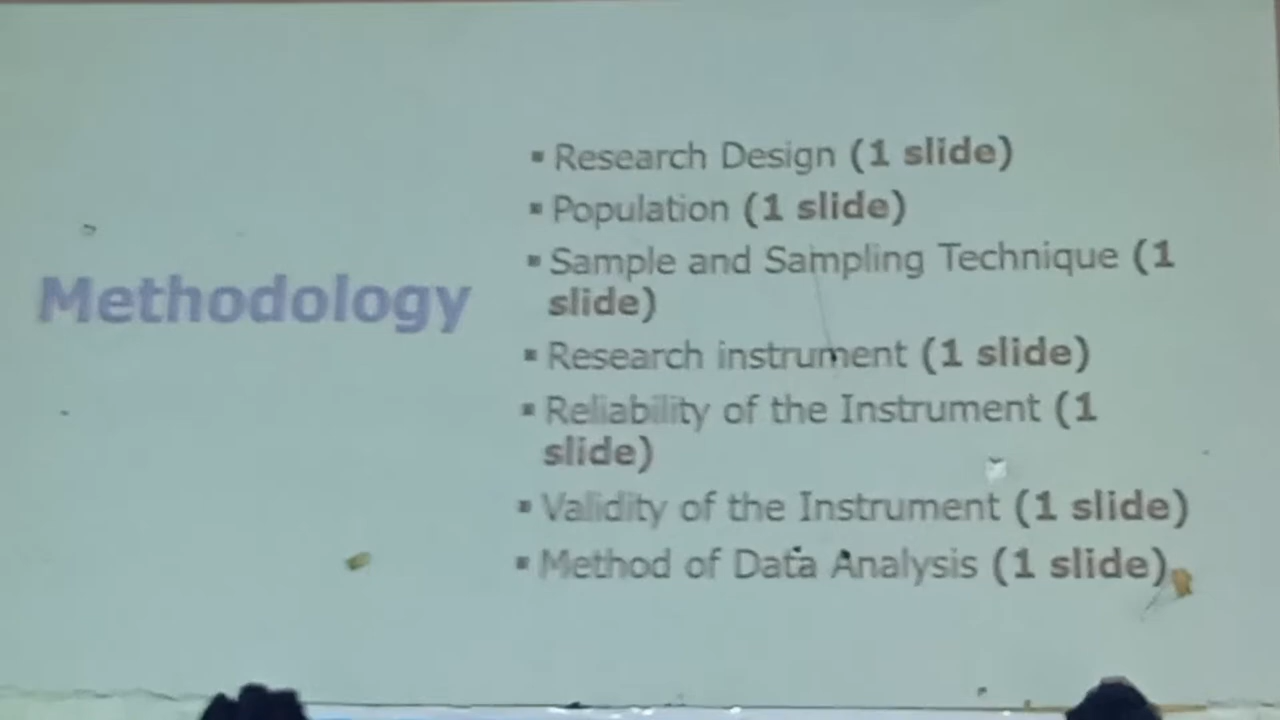 Methodology
▪ Research Design (1 slide)
▪ Population (1 slide)
▪ Sample and Sampling Technique (1
slide)
▪ Research instrument (1 slide)
▪ Reliability of the Instrument (1
slide)
▪ Validity of the Instrument (1 slide)
▪ Method of Data Analysis (1 slide)